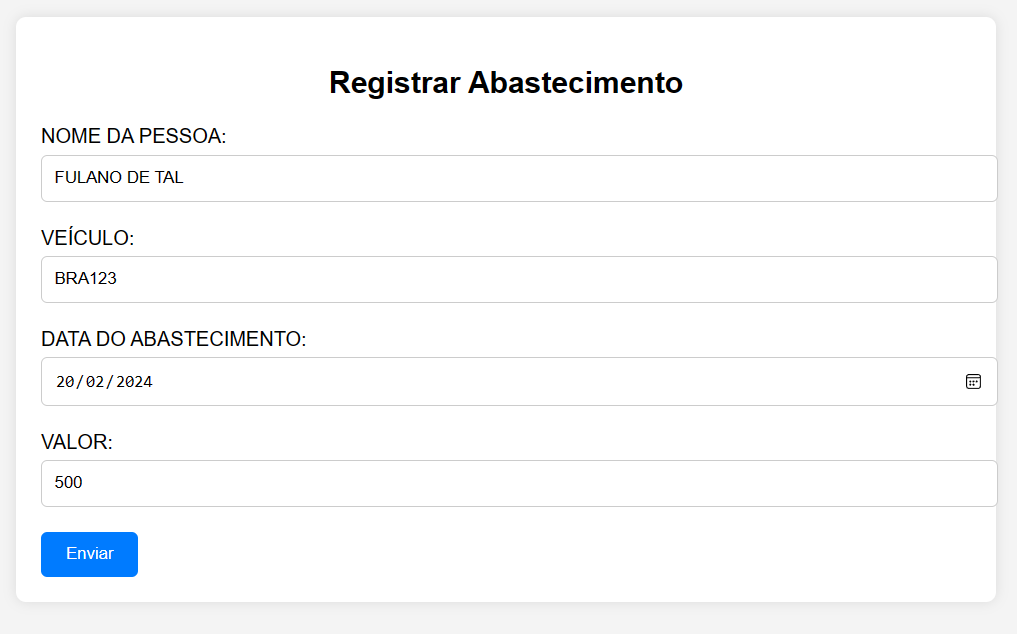 Registrar Abastecimento
NOME DA PESSOA:
FULANO DE TAL
VEÍCULO:
BRA123
DATA DO ABASTECIMENTO:
20/02/2024
VALOR:
500
Enviar